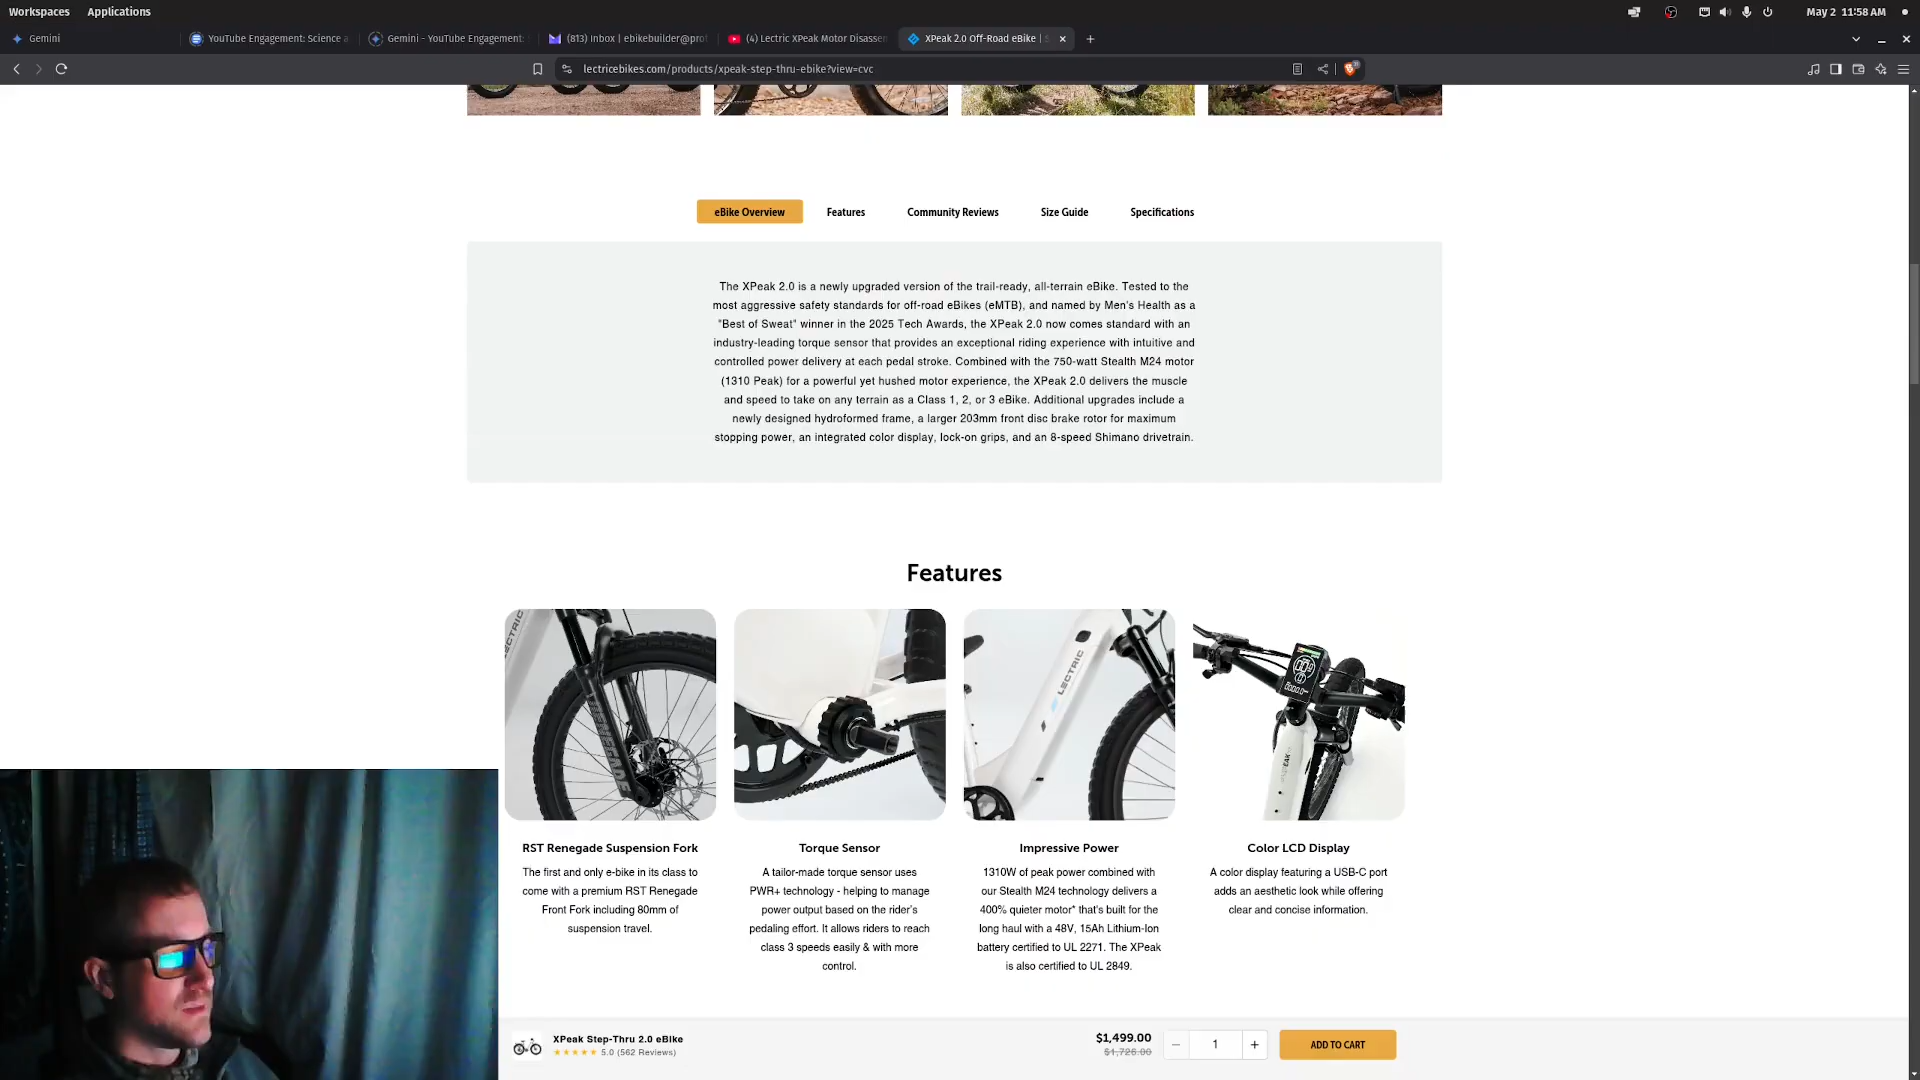 Workspaces Applications May 2 11:58 AM
Gemini
YouTube Engagement: Science a
Gemini - YouTube Engagement:
(813) Inbox | ebikebuilder@pro
(4) Lectric XPeak Motor Disassem
XPeak 2.0 Off-Road eBike |
lectricebikes.com/products/xpeak-step-thru-ebike?view=cvc
eBike Overview
Features
Community Reviews
Size Guide
Specifications
The XPeak 2.0 is a newly upgraded version of the trail-ready, all-terrain eBike. Tested to the
most aggressive safety standards for off-road eBikes (eMTB), and named by Men's Health as a
"Best of Sweat" winner in the 2025 Tech Awards, the XPeak 2.0 now comes standard with an
industry-leading torque sensor that provides an exceptional riding experience with intuitive and
controlled power delivery at each pedal stroke. Combined with the 750-watt Stealth M24 motor
(1310 Peak) for a powerful yet hushed motor experience, the XPeak 2.0 delivers the muscle
and speed to take on any terrain as a Class 1, 2, or 3 eBike. Additional upgrades include a
newly designed hydroformed frame, a larger 203mm front disc brake rotor for maximum
stopping power, an integrated color display, lock-on grips, and an 8-speed Shimano drivetrain.
Features
LECTRIC
RENEGADE
LECTRIC
RST Renegade Suspension Fork
The first and only e-bike in its class to
come with a premium RST Renegade
Front Fork including 80mm of
suspension travel.
Torque Sensor
A tailor-made torque sensor uses
PWR+ technology - helping to manage
power output based on the rider's
pedaling effort. It allows riders to reach
class 3 speeds easily & with more
control.
Impressive Power
1310W of peak power combined with
our Stealth M24 technology delivers a
400% quieter motor* that's built for the
long haul with a 48V, 15Ah Lithium-Ion
battery certified to UL 2271. The XPeak
is also certified to UL 2849.
Color LCD Display
A color display featuring a USB-C port
adds an aesthetic look while offering
clear and concise information.
XPeak Step-Thru 2.0 eBike
5.0 (562 Reviews)
$1,499.00
$1,726.00
1
ADD TO CART